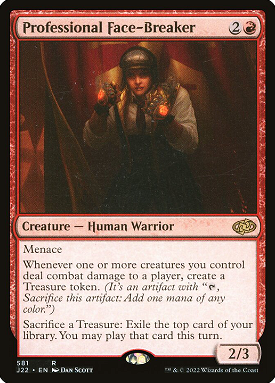 Professional Face-Breaker 2
Creature — Human Warrior
Menace
Whenever one or more creatures you control
deal combat damage to a player, create a
Treasure token. (It's an artifact with "T,
Sacrifice this artifact: Add one mana of any
color.")
Sacrifice a Treasure: Exile the top card of your
library. You may play that card this turn.
2/3
581 R
J22 • EN DAN SCOTT
™ & © 2022 Wizards of the Coast